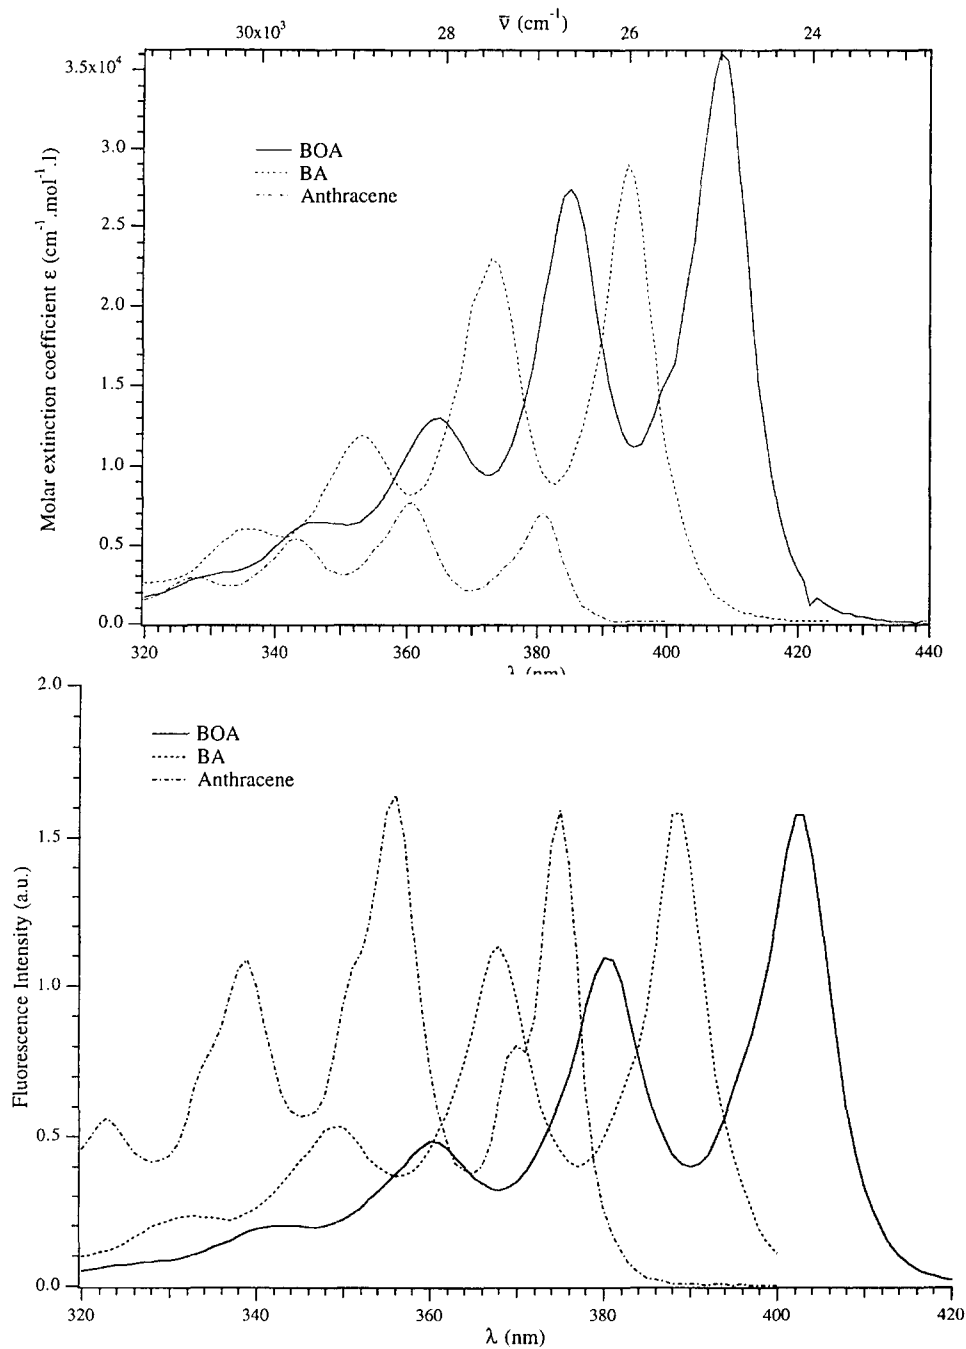 ν̄ (cm⁻¹)
30x10³ 28 26 24
3.5x10⁴
3.0
2.5
2.0
1.5
1.0
0.5
0.0
Molar extinction coefficient ε (cm⁻¹.mol⁻¹.l)
BOA
BA
Anthracene
320 340 360 380 400 420 440
λ (nm)
2.0
1.5
1.0
0.5
0.0
Fluorescence Intensity (a.u.)
BOA
BA
Anthracene
320 340 360 380 400 420
λ (nm)